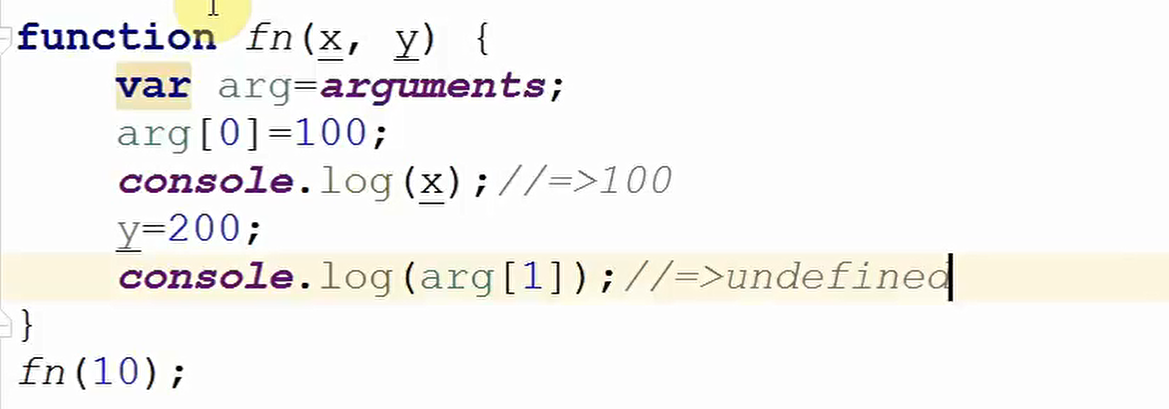 function fn(x, y) {
var arg=arguments;
arg[0]=100;
console.log(x);//=>100
y=200;
console.log(arg[1]);//=>undefined
}
fn(10);